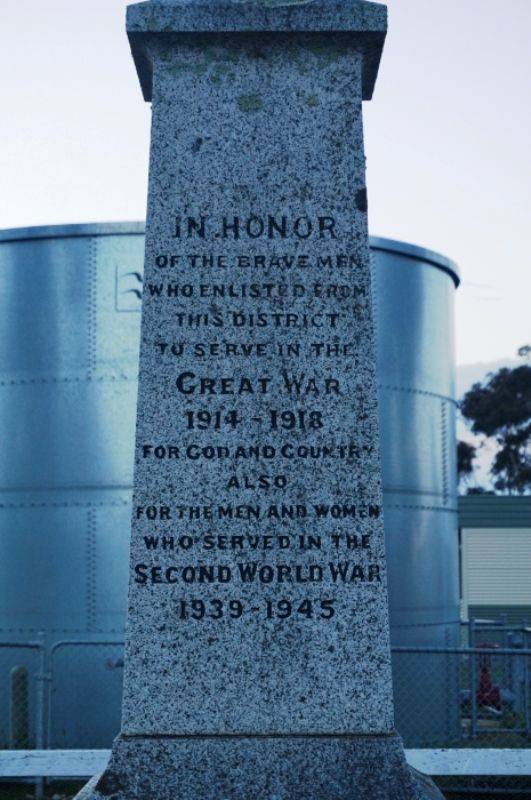 IN HONOR
OF THE BRAVE MEN
WHO ENLISTED FROM
THIS DISTRICT
TO SERVE IN THE
GREAT WAR
1914 - 1918
FOR GOD AND COUNTRY
ALSO
FOR THE MEN AND WOMEN
WHO SERVED IN THE
SECOND WORLD WAR
1939 - 1945